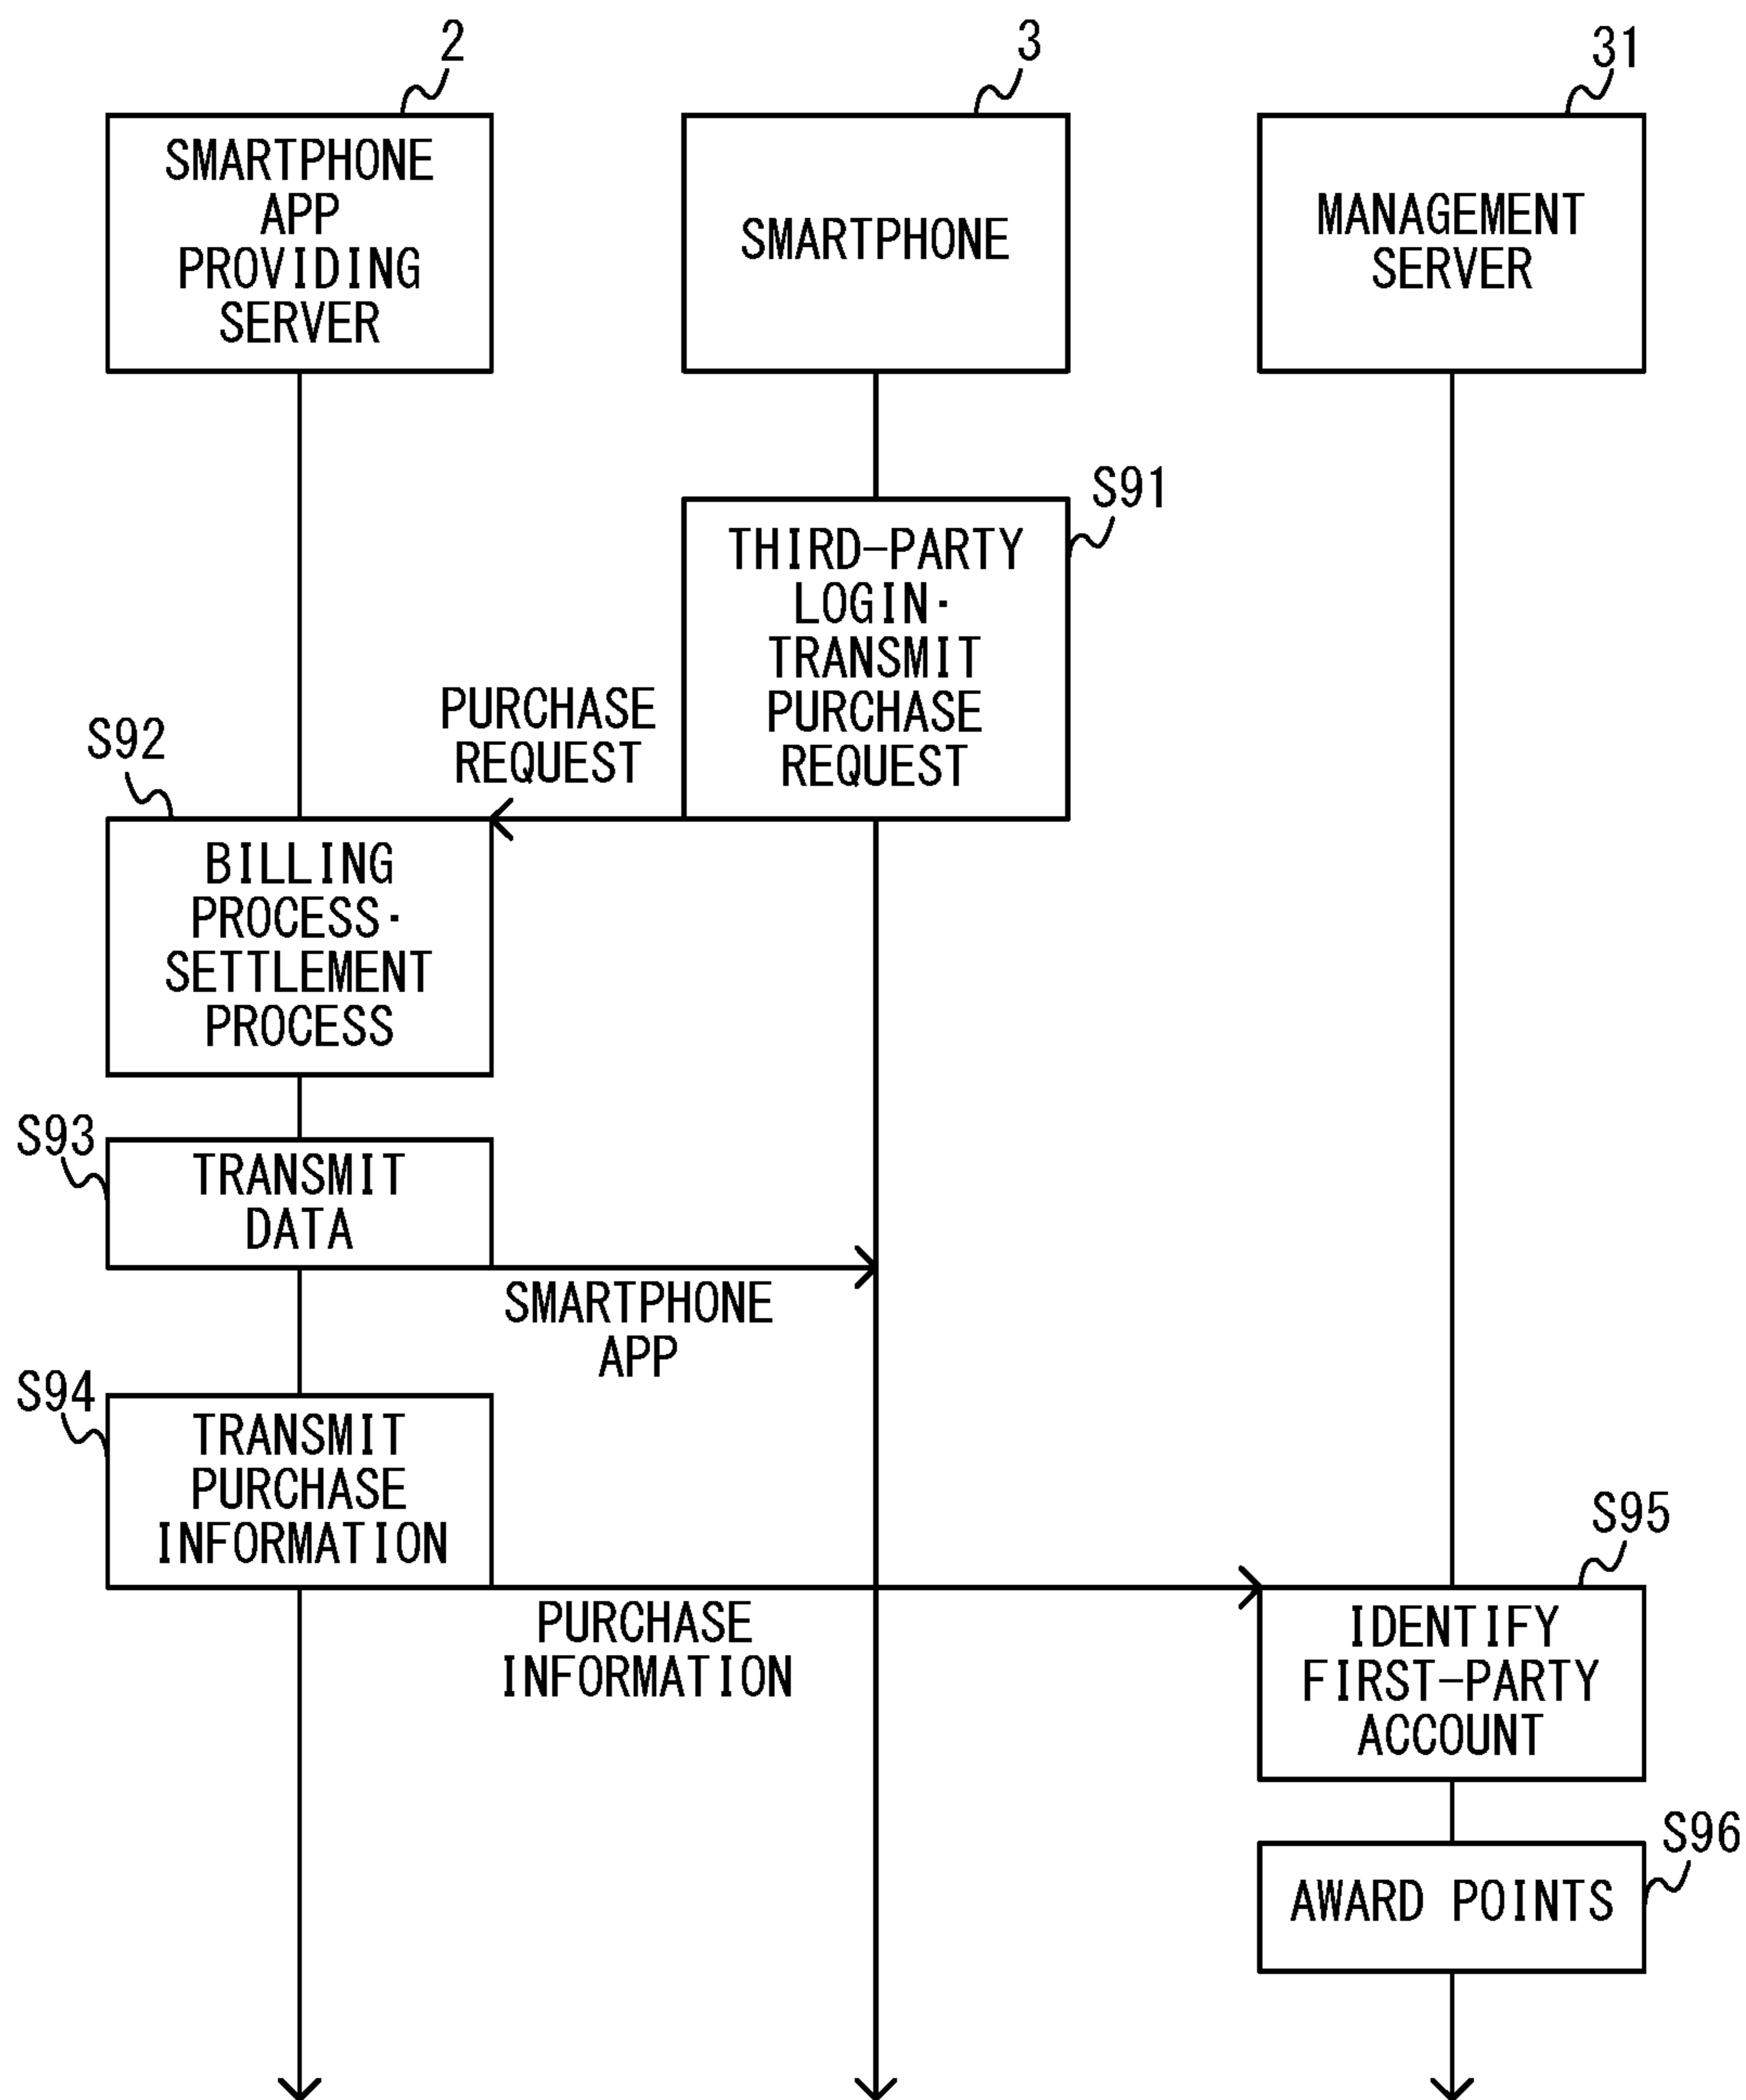 2
3
31
SMARTPHONE
APP
PROVIDING
SERVER
SMARTPHONE
MANAGEMENT
SERVER
S91
THIRD-PARTY
LOGIN·
TRANSMIT
PURCHASE
REQUEST
PURCHASE
REQUEST
S92
BILLING
PROCESS·
SETTLEMENT
PROCESS
S93
TRANSMIT
DATA
SMARTPHONE
APP
S94
TRANSMIT
PURCHASE
INFORMATION
PURCHASE
INFORMATION
S95
IDENTIFY
FIRST-PARTY
ACCOUNT
S96
AWARD POINTS